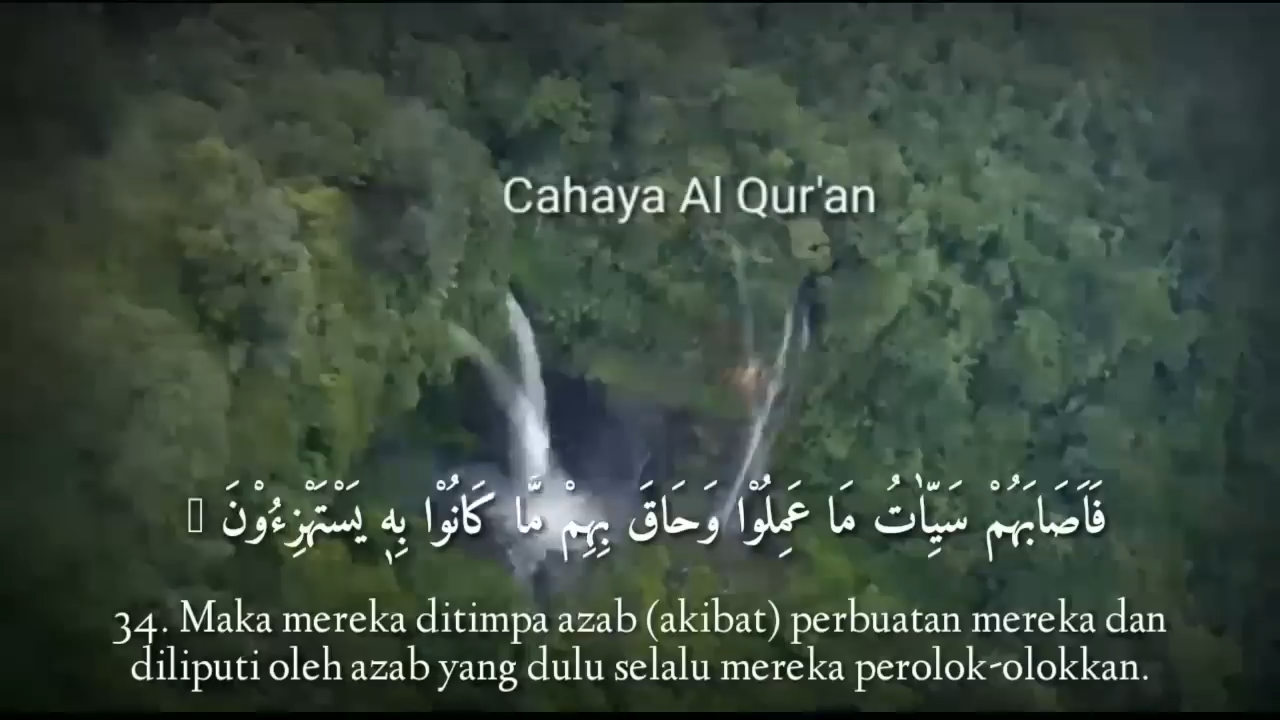 Cahaya Al Qur'an
فَاَصَابَهُمْ سَيِّاٰتُ مَا عَمِلُوْا وَحَاقَ بِهِمْ مَّا كَانُوْا بِهٖ يَسْتَهْزِءُوْنَ
34. Maka mereka ditimpa azab (akibat) perbuatan mereka dan
diliputi oleh azab yang dulu selalu mereka perolok-olokkan.